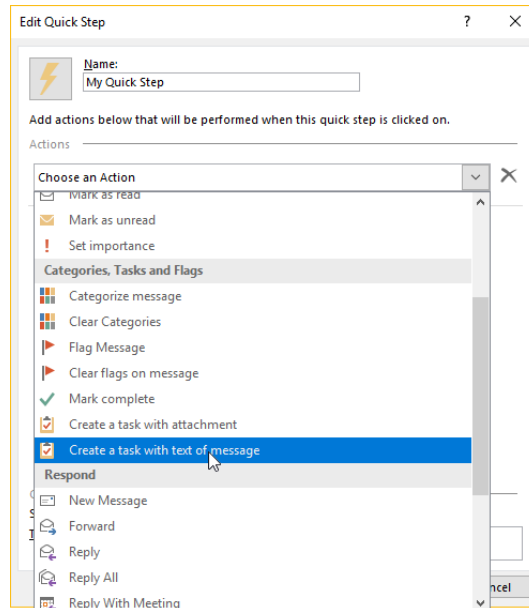 Edit Quick Step
?
Name:
My Quick Step
Add actions below that will be performed when this quick step is clicked on.
Actions
Choose an Action
Mark as read
Mark as unread
Set importance
Categories, Tasks and Flags
Categorize message
Clear Categories
Flag Message
Clear flags on message
Mark complete
Create a task with attachment
Create a task with text of message
Respond
New Message
Forward
Reply
Reply All
Reply With Meeting
ncel